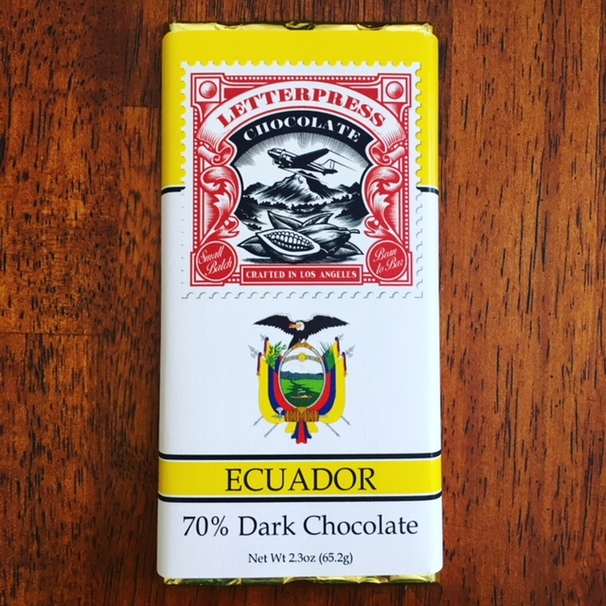 LETTERPRESS
CHOCOLATE
Small
Batch
Bean
to Bar
CRAFTED IN LOS ANGELES
ECUADOR
70% Dark Chocolate
Net Wt 2.3oz (65.2g)